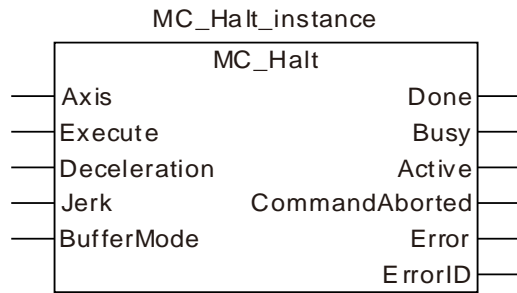 MC_Halt_instance
MC_Halt
Axis Done
Execute Busy
Deceleration Active
Jerk CommandAborted
BufferMode Error
ErrorID